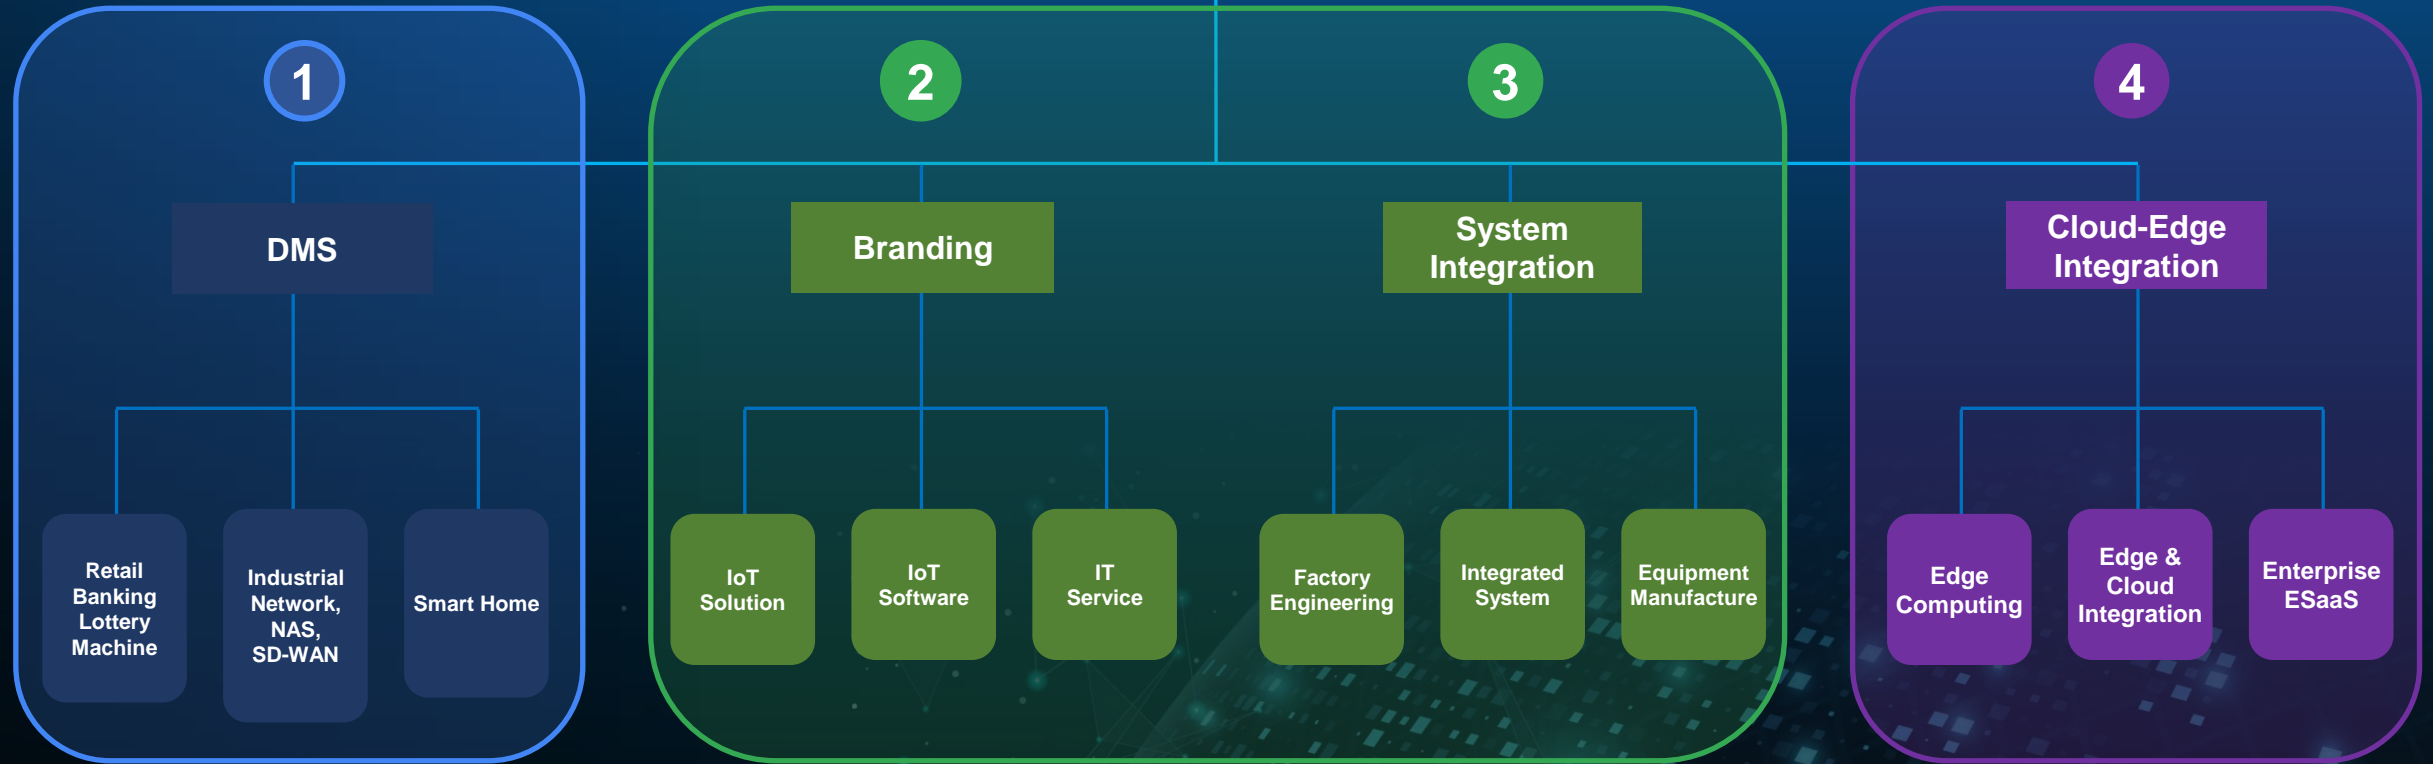 1
2
3
4
DMS
Branding
System
Integration
Cloud-Edge
Integration
Retail
Banking
Lottery
Machine
Industrial
Network,
NAS,
SD-WAN
Smart Home
IoT
Solution
IoT
Software
IT
Service
Factory
Engineering
Integrated
System
Equipment
Manufacture
Edge
Computing
Edge &
Cloud
Integration
Enterprise
ESaaS